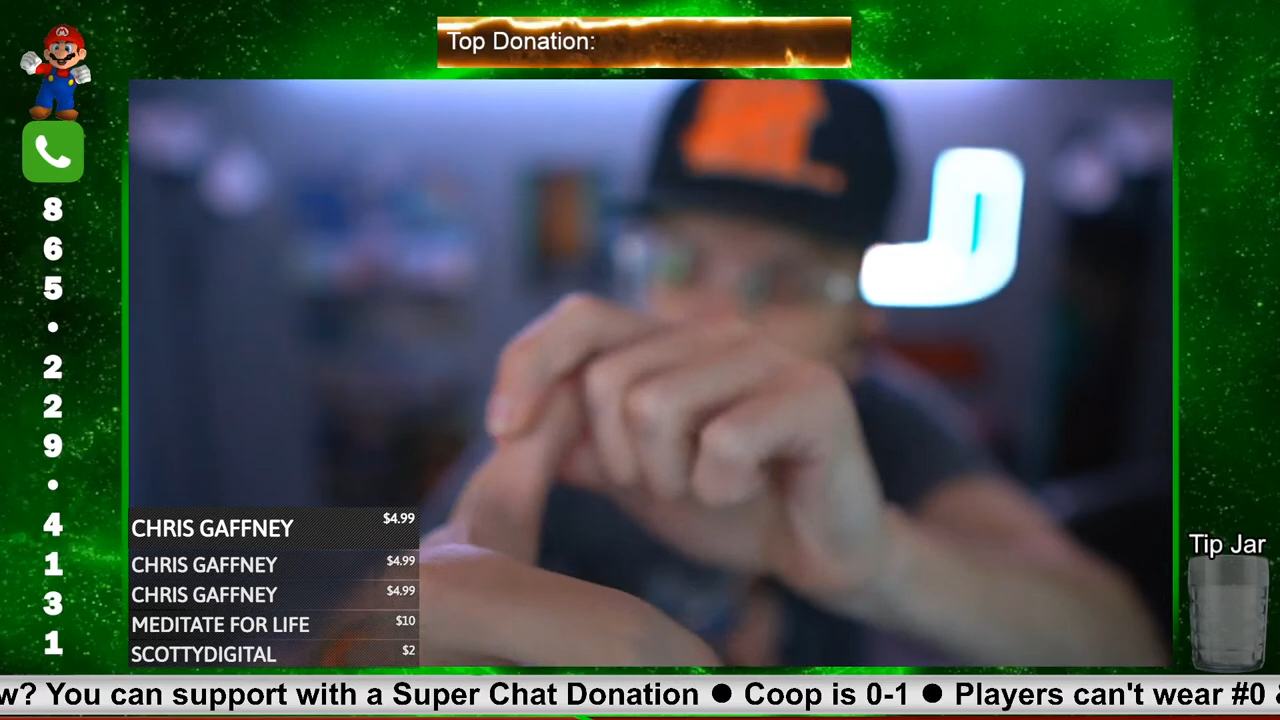 Top Donation:
8
6
5
•
2
2
9
•
4
1
3
1
CHRIS GAFFNEY $4.99
CHRIS GAFFNEY $4.99
CHRIS GAFFNEY $4.99
MEDITATE FOR LIFE $10
SCOTTYDIGITAL $2
Tip Jar
w? You can support with a Super Chat Donation ● Coop is 0-1 ● Players can't wear #0 &